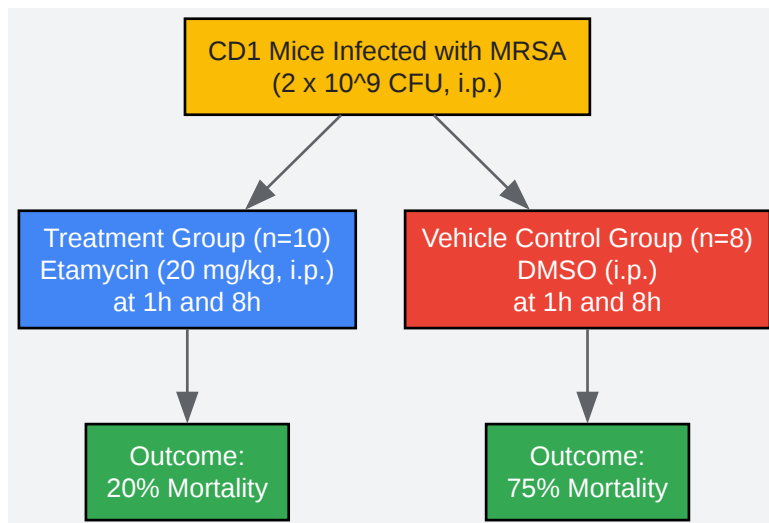 CD1 Mice Infected with MRSA
(2 x 10^9 CFU, i.p.)
Treatment Group (n=10)
Etamycin (20 mg/kg, i.p.)
at 1h and 8h
Vehicle Control Group (n=8)
DMSO (i.p.)
at 1h and 8h
Outcome:
20% Mortality
Outcome:
75% Mortality